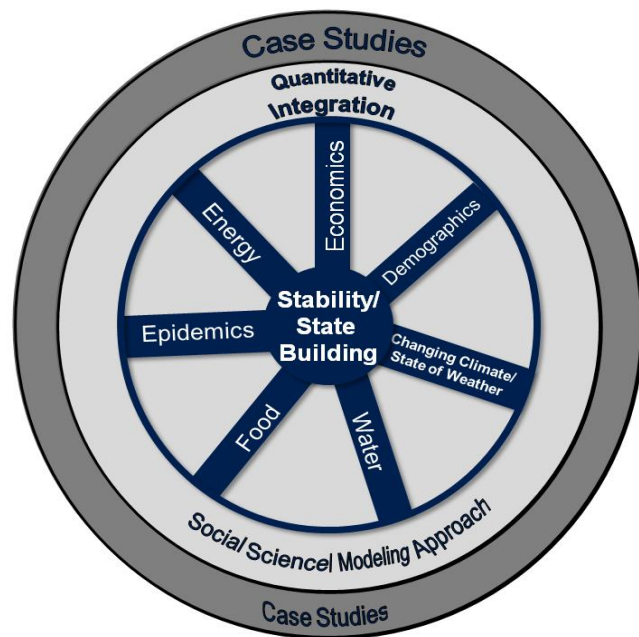 Case Studies
Quantitative
Integration
Economics
Energy
Demographics
Stability/
State
Building
Epidemics
Changing Climate/
State of Weather
Food
Water
Social Science/ Modeling Approach
Case Studies